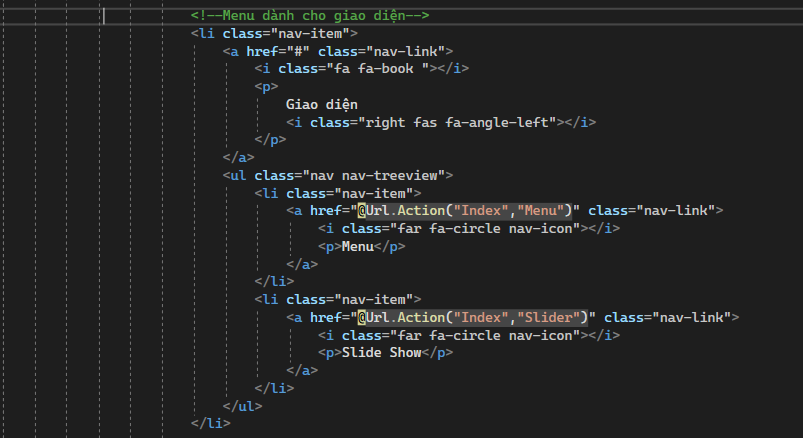 <!--Menu dành cho giao diện-->
<li class="nav-item">
<a href="#" class="nav-link">
<i class="fa fa-book "></i>
<p>
Giao diện
<i class="right fas fa-angle-left"></i>
</p>
</a>
<ul class="nav nav-treeview">
<li class="nav-item">
<a href="@Url.Action("Index","Menu")" class="nav-link">
<i class="far fa-circle nav-icon"></i>
<p>Menu</p>
</a>
</li>
<li class="nav-item">
<a href="@Url.Action("Index","Slider")" class="nav-link">
<i class="far fa-circle nav-icon"></i>
<p>Slide Show</p>
</a>
</li>
</ul>
</li>